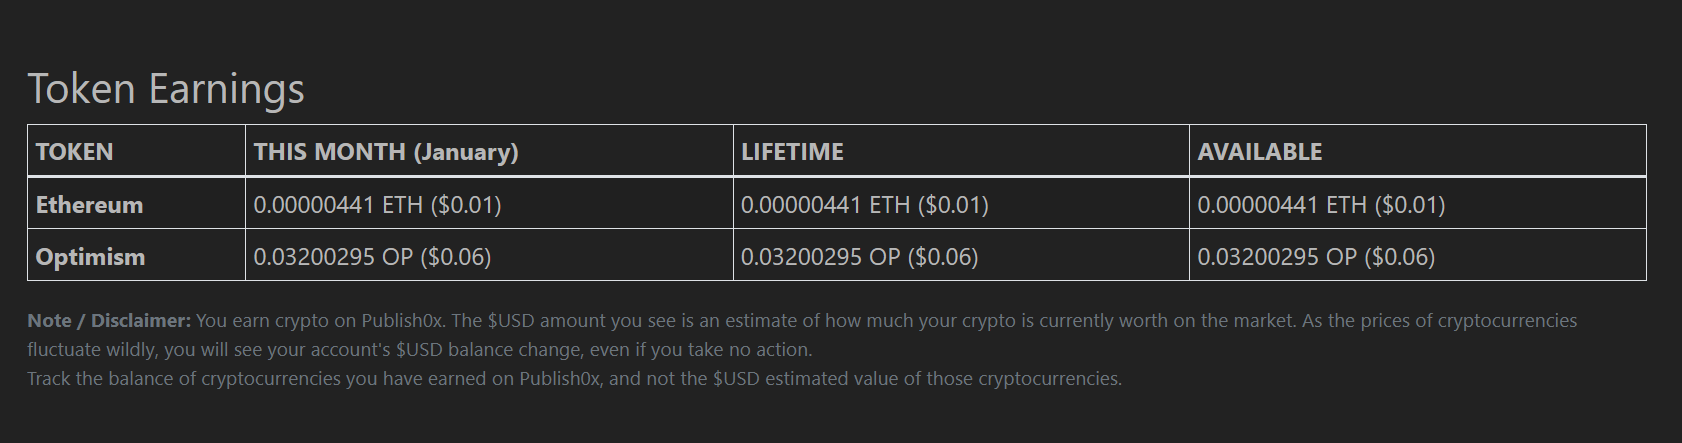 Token Earnings
TOKEN THIS MONTH (January) LIFETIME AVAILABLE
Ethereum 0.00000441 ETH ($0.01) 0.00000441 ETH ($0.01) 0.00000441 ETH ($0.01)
Optimism 0.03200295 OP ($0.06) 0.03200295 OP ($0.06) 0.03200295 OP ($0.06)
Note / Disclaimer: You earn crypto on Publish0x. The $USD amount you see is an estimate of how much your crypto is currently worth on the market. As the prices of cryptocurrencies
fluctuate wildly, you will see your account's $USD balance change, even if you take no action.
Track the balance of cryptocurrencies you have earned on Publish0x, and not the $USD estimated value of those cryptocurrencies.